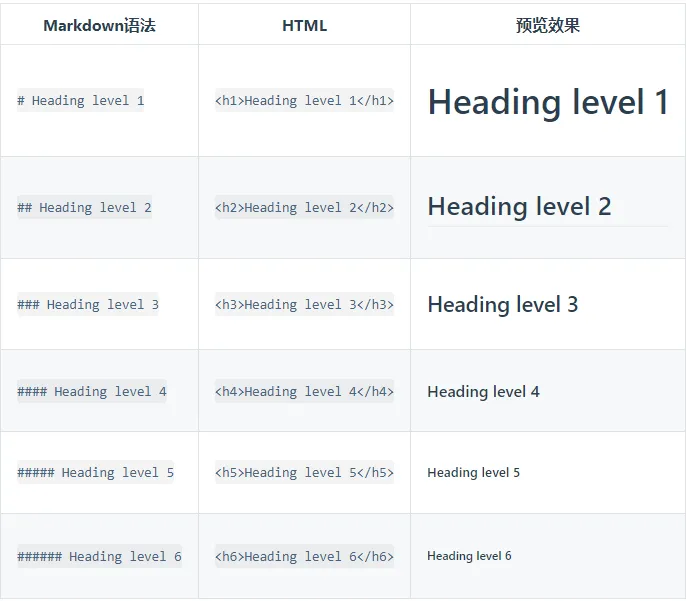 Markdown语法 HTML 预览效果
# Heading level 1 <h1>Heading level 1</h1> Heading level 1
## Heading level 2 <h2>Heading level 2</h2> Heading level 2
### Heading level 3 <h3>Heading level 3</h3> Heading level 3
#### Heading level 4 <h4>Heading level 4</h4> Heading level 4
##### Heading level 5 <h5>Heading level 5</h5> Heading level 5
###### Heading level 6 <h6>Heading level 6</h6> Heading level 6